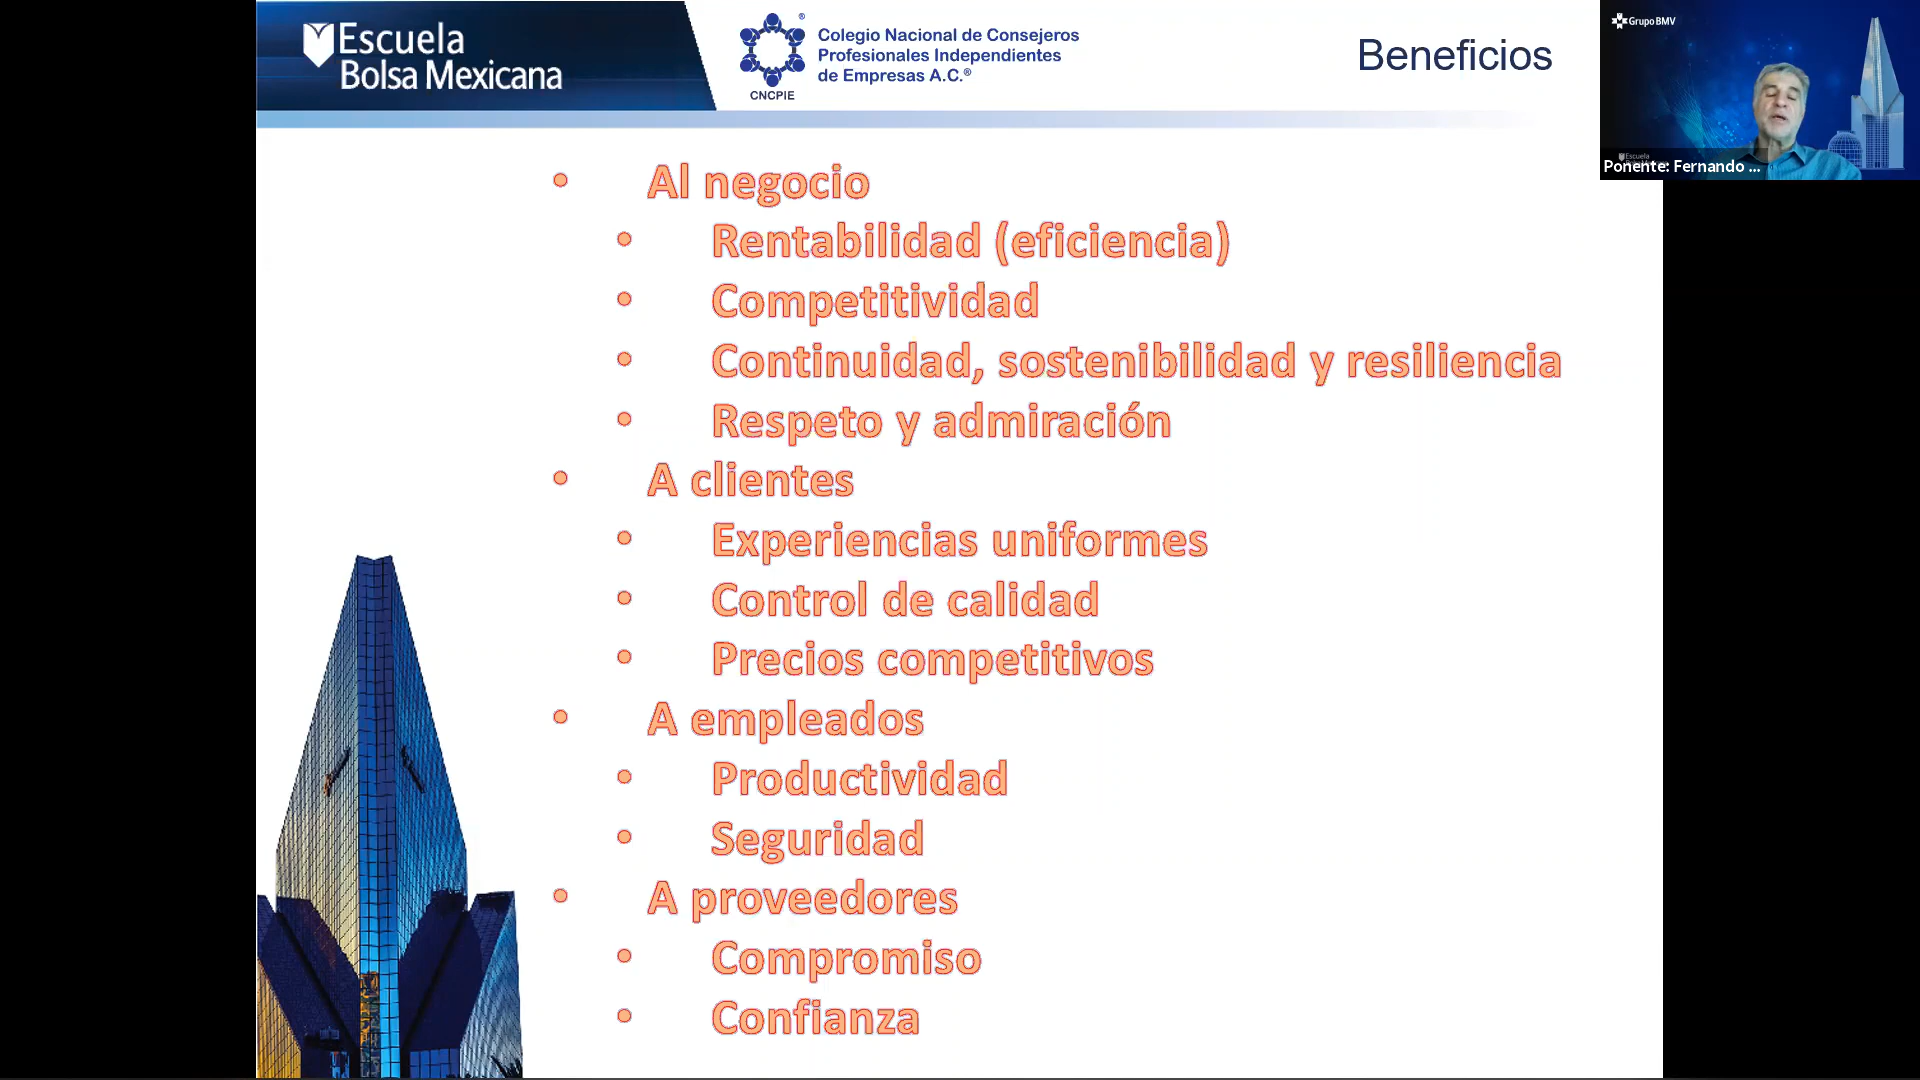 Escuela
Bolsa Mexicana
CNCPIE
®
Colegio Nacional de Consejeros
Profesionales Independientes
de Empresas A.C.®
Beneficios
Grupo BMV
Escuela
Ponente: Fernando ...
• Al negocio
• Rentabilidad (eficiencia)
• Competitividad
• Continuidad, sostenibilidad y resiliencia
• Respeto y admiración
• A clientes
• Experiencias uniformes
• Control de calidad
• Precios competitivos
• A empleados
• Productividad
• Seguridad
• A proveedores
• Compromiso
• Confianza